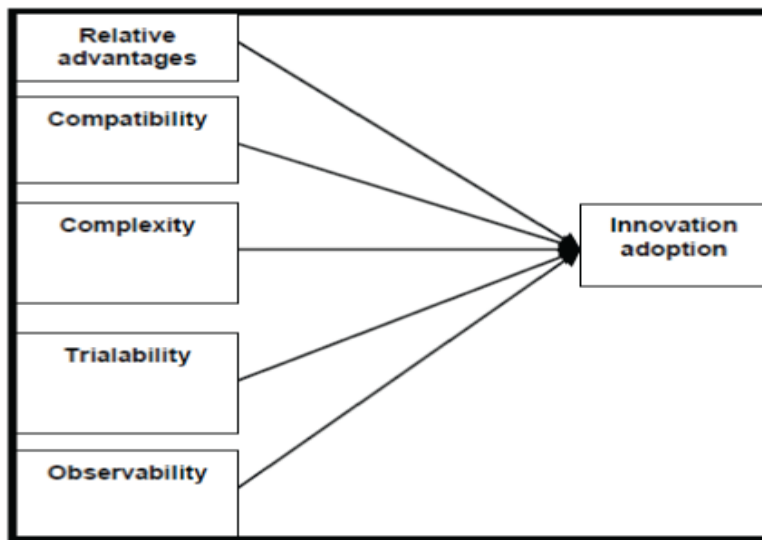 Relative
advantages
Compatibility
Complexity
Innovation
adoption
Trialability
Observability